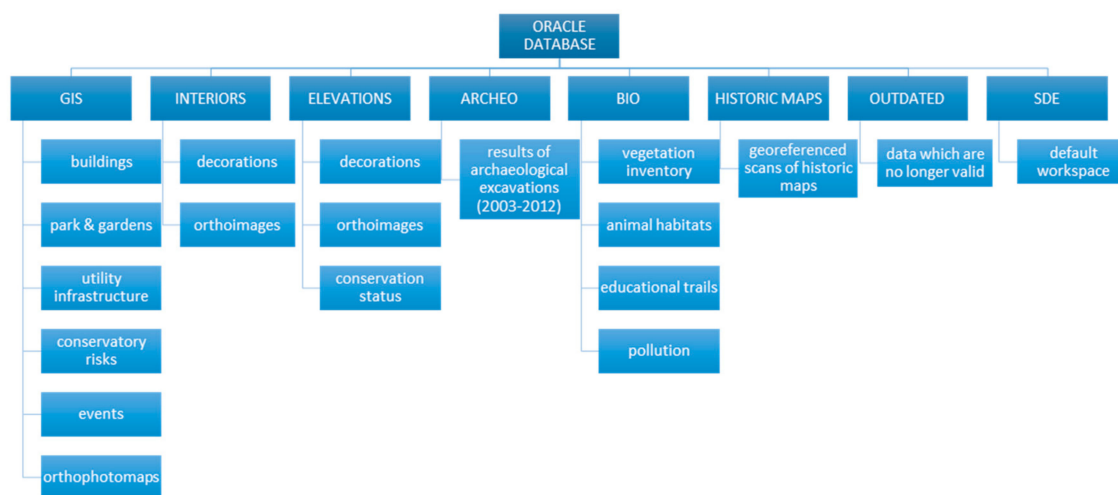 ORACLE
DATABASE
GIS
INTERIORS
ELEVATIONS
ARCHEO
BIO
HISTORIC MAPS
OUTDATED
SDE
buildings
park & gardens
utility
infrastructure
conservatory
risks
events
orthophotomaps
decorations
orthoimages
decorations
orthoimages
conservation
status
results of
archaeological
excavations
(2003-2012)
vegetation
inventory
animal habitats
educational trails
pollution
georeferenced
scans of historic
maps
data which are
no longer valid
default
workspace